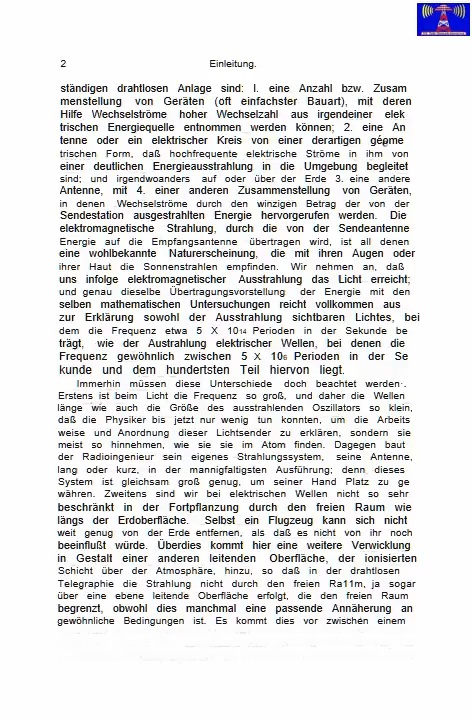 2 Einleitung.
ständigen drahtlosen Anlage sind: I. eine Anzahl bzw. Zusam
menstellung von Geräten (oft einfachster Bauart), mit deren
Hilfe Wechselströme hoher Wechselzahl aus irgendeiner elek
trischen Energiequelle entnommen werden können; 2. eine An
tenne oder ein elektrischer Kreis von einer derartigen géome
trischen Form, daß hochfrequente elektrische Ströme in ihm von
einer deutlichen Energieausstrahlung in die Umgebung begleitet
sind; und irgendwoanders auf oder über der Erde 3. eine andere
Antenne, mit 4. einer anderen Zusammenstellung von Geräten,
in denen Wechselströme durch den winzigen Betrag der von der
Sendestation ausgestrahlten Energie hervorgerufen werden. Die
elektromagnetische Strahlung, durch die von der Sendeantenne
Energie auf die Empfangsantenne übertragen wird, ist all denen
eine wohlbekannte Naturerscheinung, die mit ihren Augen oder
ihrer Haut die Sonnenstrahlen empfinden. Wir nehmen an, daß
uns infolge elektromagnetischer Ausstrahlung das Licht erreicht;
und genau dieselbe Übertragungsvorstellung der Energie mit den
selben mathematischen Untersuchungen reicht vollkommen aus
zur Erklärung sowohl der Ausstrahlung sichtbaren Lichtes, bei
dem die Frequenz etwa 5 X 1014 Perioden in der Sekunde be
trägt, wie der Austrahlung elektrischer Wellen, bei denen die
Frequenz gewöhnlich zwischen 5 X 106 Perioden in der Se
kunde und dem hundertsten Teil hiervon liegt.
Immerhin müssen diese Unterschiede doch beachtet werden·.
Erstens ist beim Licht die Frequenz so groß, und daher die Wellen
länge wie auch die Größe des ausstrahlenden Oszillators so klein,
daß die Physiker bis jetzt nur wenig tun konnten, um die Arbeits
weise und Anordnung dieser Lichtsender zu erklären, sondern sie
meist so hinnehmen, wie sie sie im Atom finden. Dagegen baut
der Radioingenieur sein eigenes Strahlungssystem, seine Antenne,
lang oder kurz, in der mannigfaltigsten Ausführung; denn dieses
System ist gleichsam groß genug, um seiner Hand Platz zu ge
währen. Zweitens sind wir bei elektrischen Wellen nicht so sehr
beschränkt in der Fortpflanzung durch den freien Raum wie
längs der Erdoberfläche. Selbst ein Flugzeug kann sich nicht
weit genug von der Erde entfernen, als daß es nicht von ihr noch
beeinflußt würde. Überdies kommt hier eine weitere Verwicklung
in Gestalt einer anderen leitenden Oberfläche, der ionisierten
Schicht über der Atmosphäre, hinzu, so daß in der drahtlosen
Telegraphie die Strahlung nicht durch den freien Ra11m, ja sogar
über eine ebene leitende Oberfläche erfolgt, die den freien Raum
begrenzt, obwohl dies manchmal eine passende Annäherung an
gewöhnliche Bedingungen ist. Es kommt dies vor zwischen einem